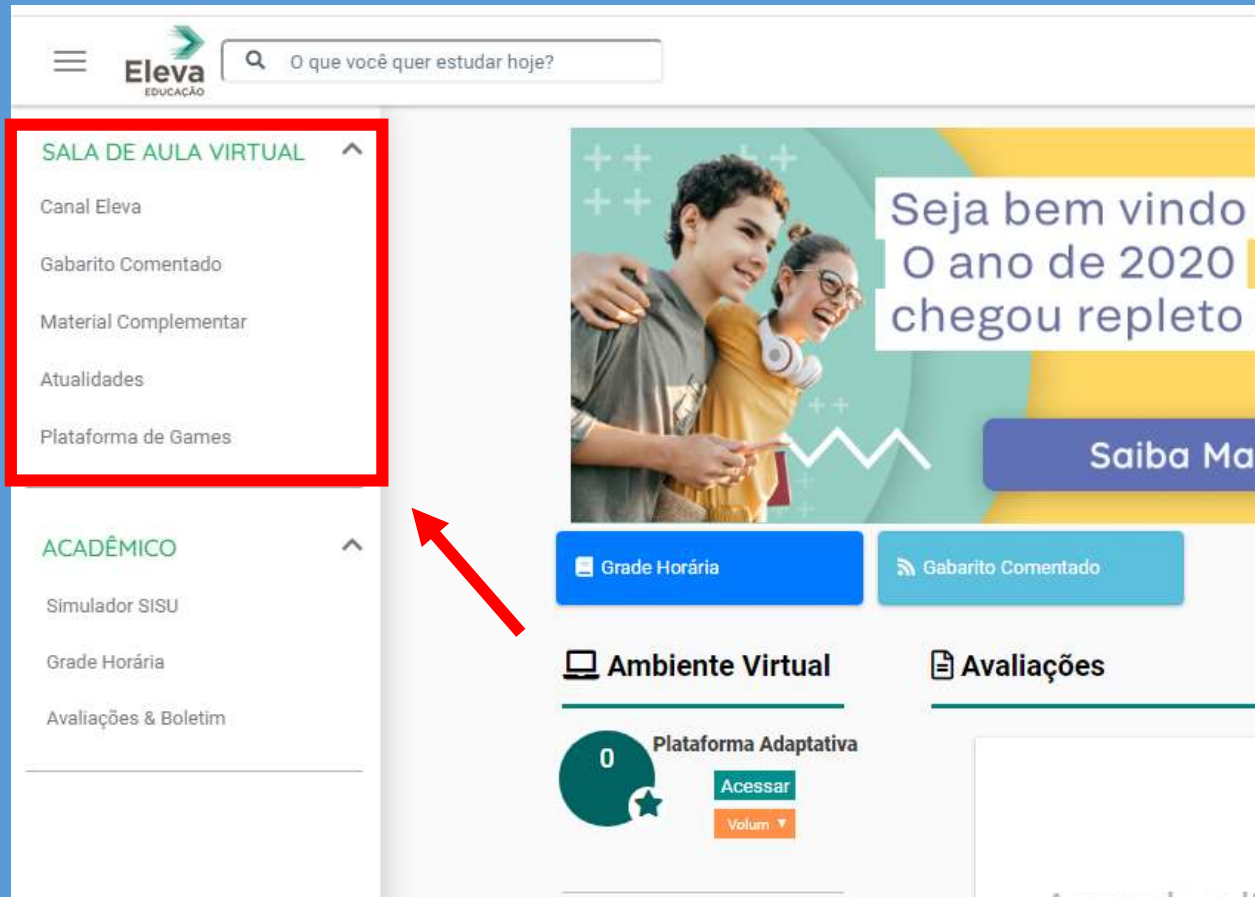 Eleva
EDUCAÇÃO
O que você quer estudar hoje?
SALA DE AULA VIRTUAL
Canal Eleva
Gabarito Comentado
Material Complementar
Atualidades
Plataforma de Games
ACADÊMICO
Simulador SISU
Grade Horária
Avaliações & Boletim
Seja bem vindo
O ano de 2020
chegou repleto
Saiba Ma
Grade Horária
Gabarito Comentado
Ambiente Virtual
Avaliações
0
Plataforma Adaptativa
Acessar
Volum